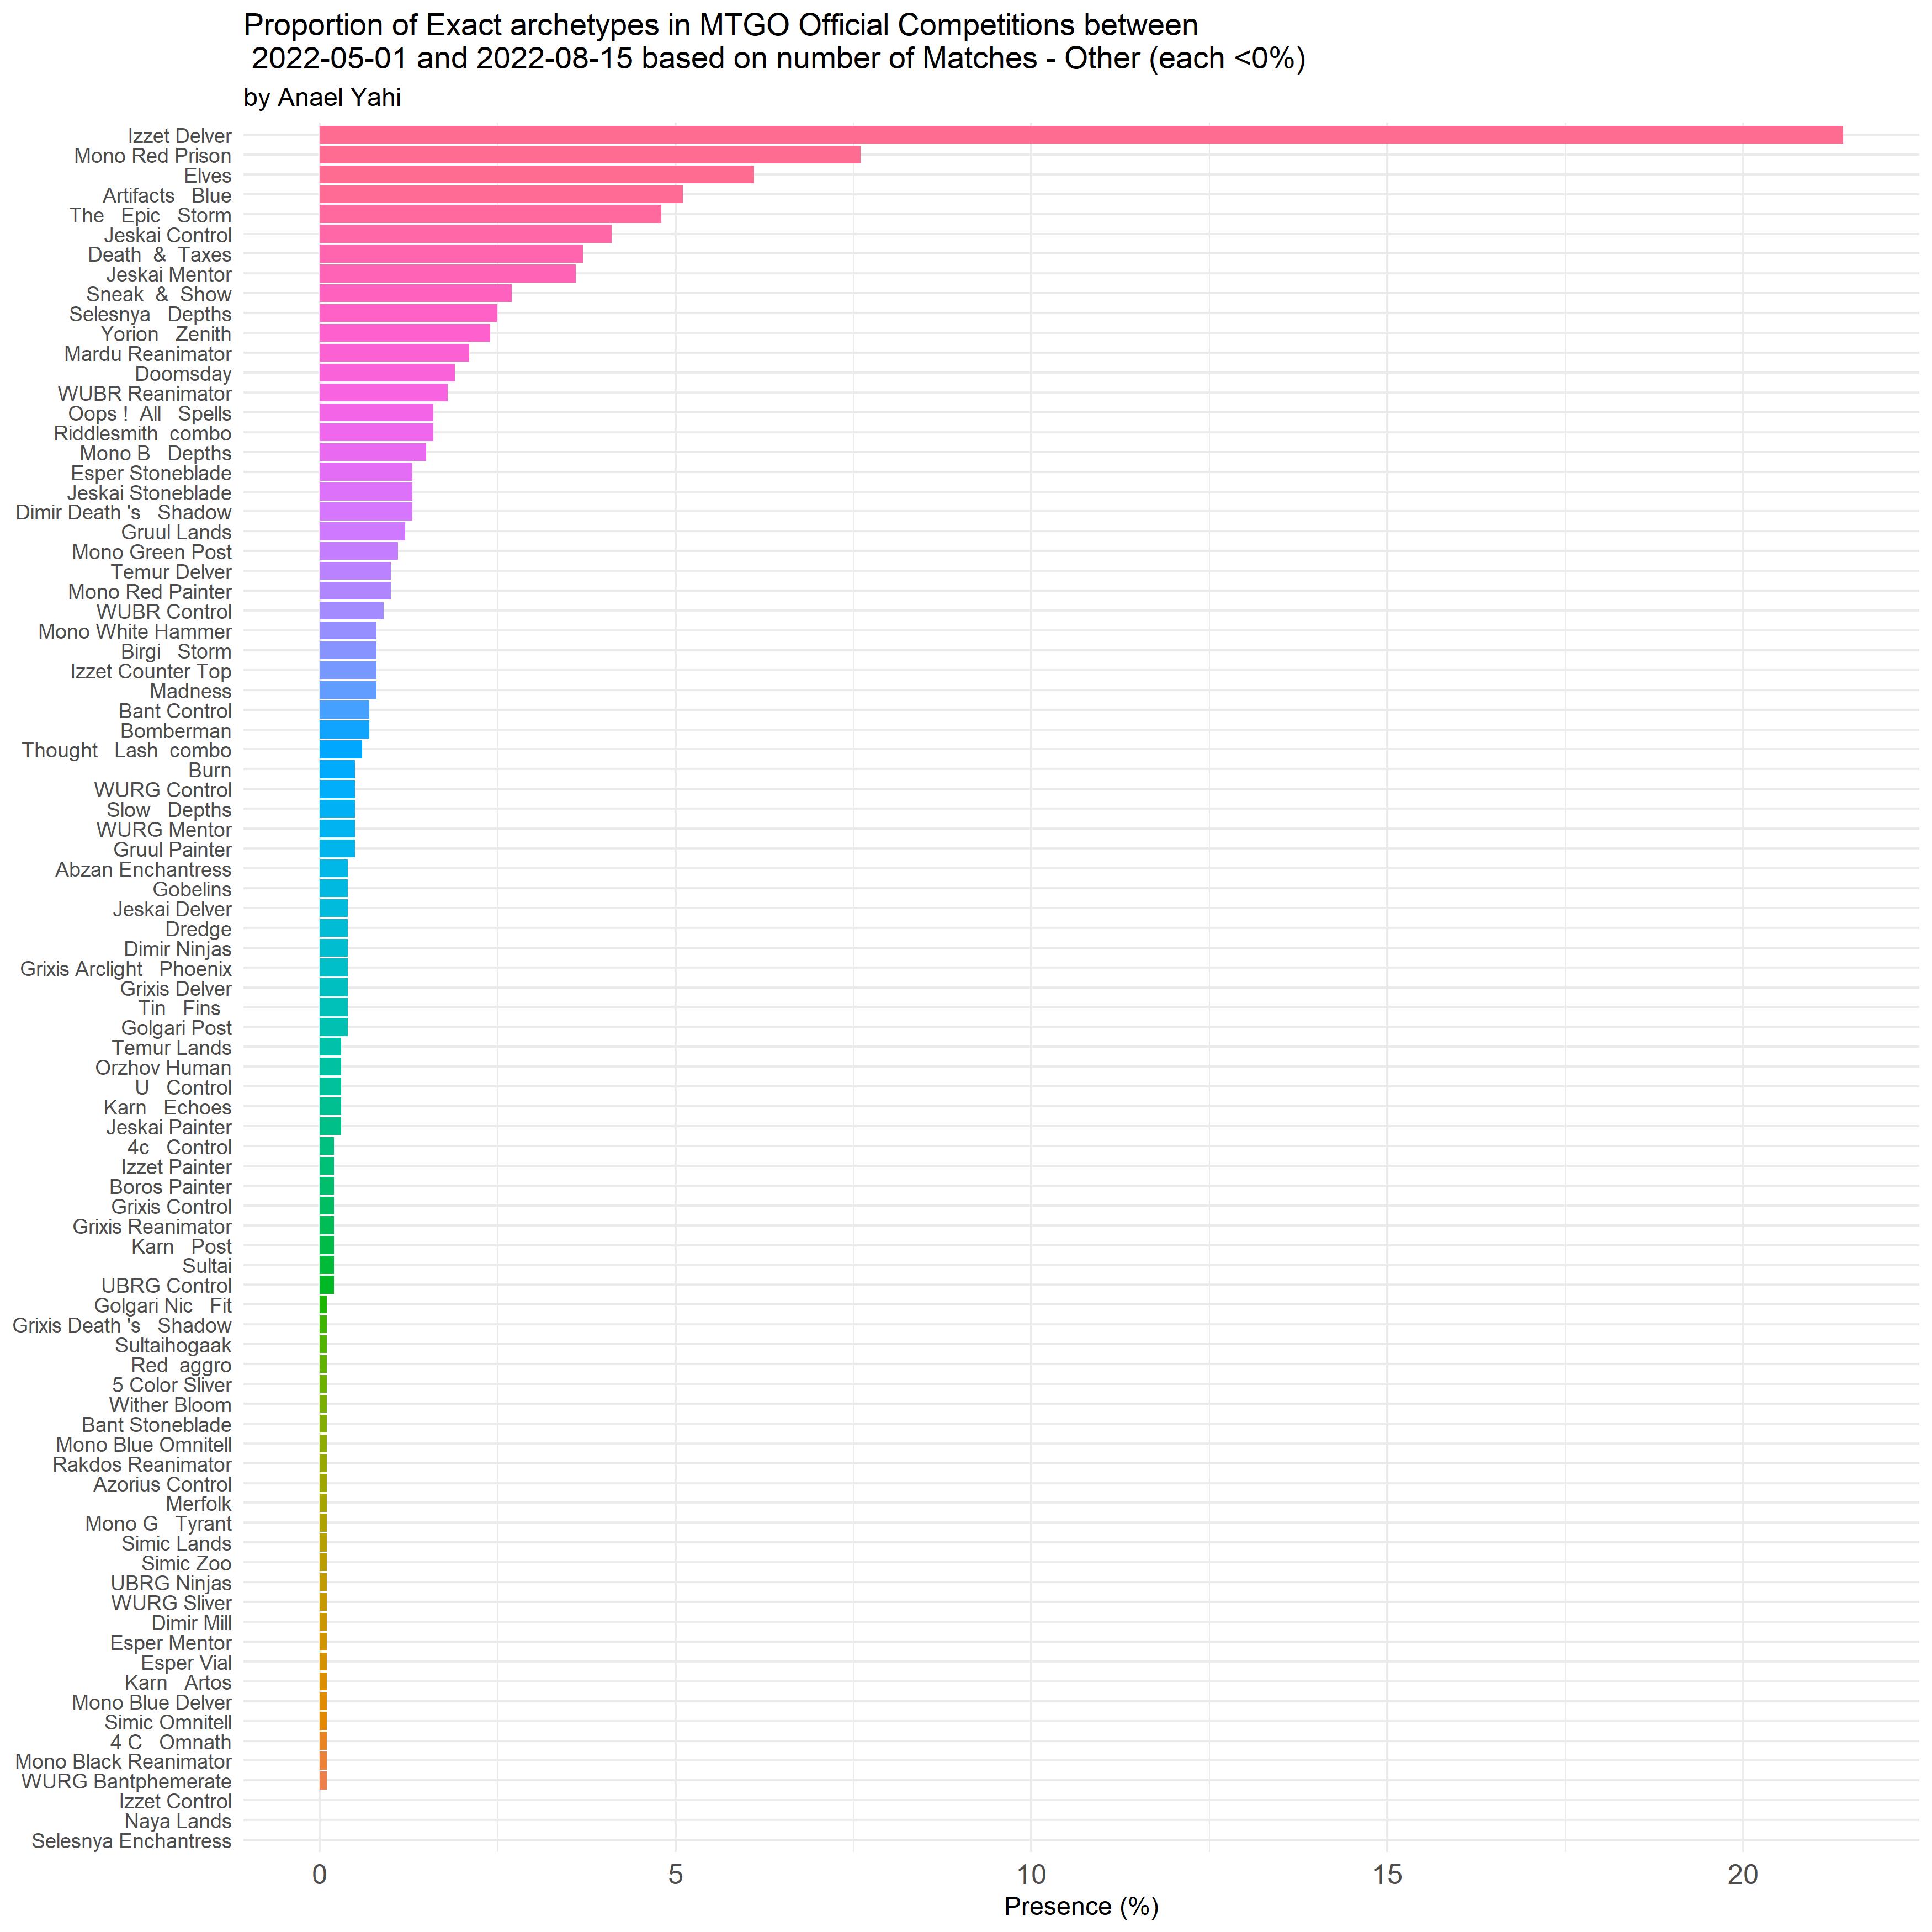 Proportion of Exact archetypes in MTGO Official Competitions between
2022-05-01 and 2022-08-15 based on number of Matches - Other (each <0%)
by Anael Yahi
Izzet Delver
Mono Red Prison
Elves
Artifacts Blue
The Epic Storm
Jeskai Control
Death & Taxes
Jeskai Mentor
Sneak & Show
Selesnya Depths
Yorion Zenith
Mardu Reanimator
Doomsday
WUBR Reanimator
Oops ! All Spells
Riddlesmith combo
Mono B Depths
Esper Stoneblade
Jeskai Stoneblade
Dimir Death 's Shadow
Gruul Lands
Mono Green Post
Temur Delver
Mono Red Painter
WUBR Control
Mono White Hammer
Birgi Storm
Izzet Counter Top
Madness
Bant Control
Bomberman
Thought Lash combo
Burn
WURG Control
Slow Depths
WURG Mentor
Gruul Painter
Abzan Enchantress
Gobelins
Jeskai Delver
Dredge
Dimir Ninjas
Grixis Arclight Phoenix
Grixis Delver
Tin Fins
Golgari Post
Temur Lands
Orzhov Human
U Control
Karn Echoes
Jeskai Painter
4c Control
Izzet Painter
Boros Painter
Grixis Control
Grixis Reanimator
Karn Post
Sultai
UBRG Control
Golgari Nic Fit
Grixis Death 's Shadow
Sultaihogaak
Red aggro
5 Color Sliver
Wither Bloom
Bant Stoneblade
Mono Blue Omnitell
Rakdos Reanimator
Azorius Control
Merfolk
Mono G Tyrant
Simic Lands
Simic Zoo
UBRG Ninjas
WURG Sliver
Dimir Mill
Esper Mentor
Esper Vial
Karn Artos
Mono Blue Delver
Simic Omnitell
4 C Omnath
Mono Black Reanimator
WURG Bantphemerate
Izzet Control
Naya Lands
Selesnya Enchantress
0 5 10 15 20
Presence (%)